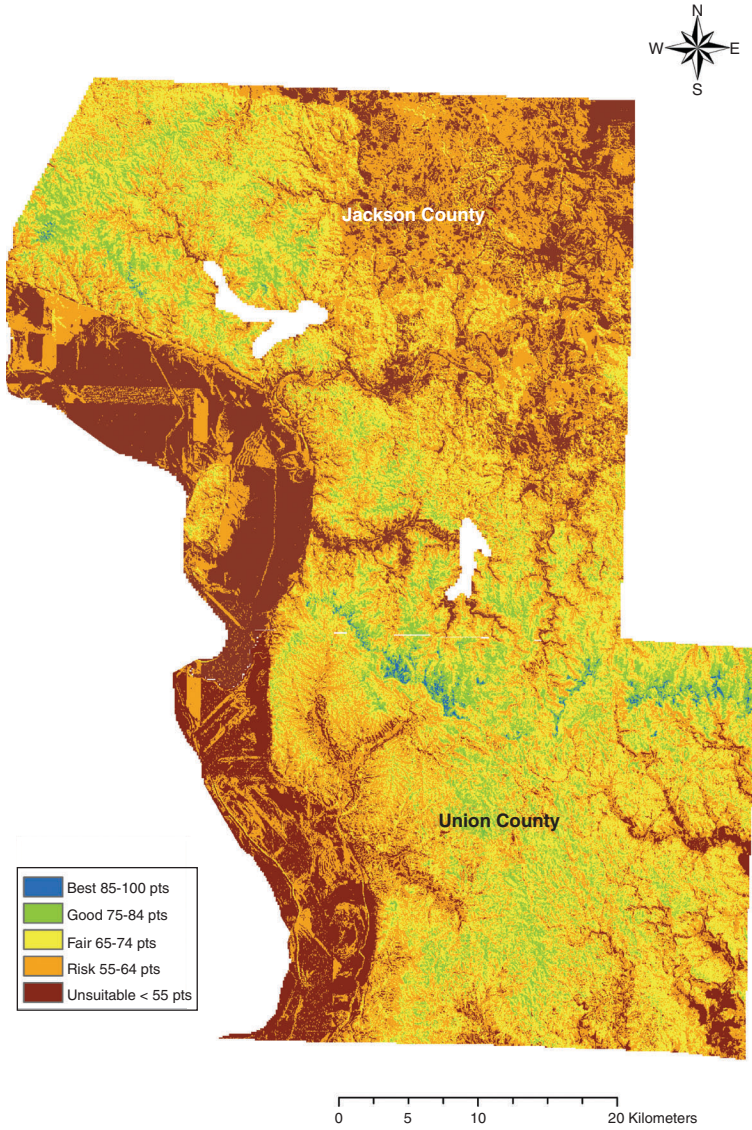 N
W E
S
Jackson County
Union County
Best 85-100 pts
Good 75-84 pts
Fair 65-74 pts
Risk 55-64 pts
Unsuitable < 55 pts
0 5 10 20 Kilometers